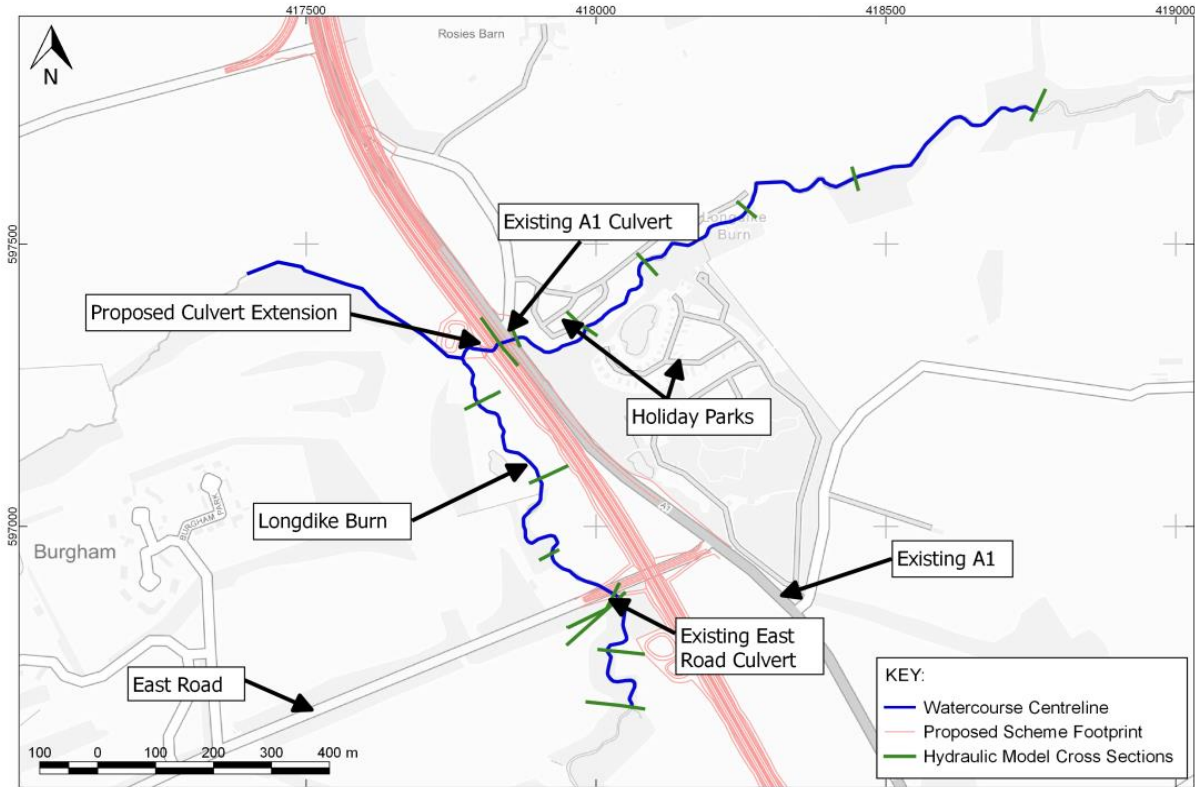 417500
418000
418500
419000
N
Rosies Barn
597500
Existing A1 Culvert
Longdike
Burn
Proposed Culvert Extension
Holiday Parks
Longdike Burn
A1
597000
BURGHAM
PARK
Burgham
Existing A1
Existing East
Road Culvert
East Road
KEY:
Watercourse Centreline
Proposed Scheme Footprint
Hydraulic Model Cross Sections
100 0 100 200 300 400 m